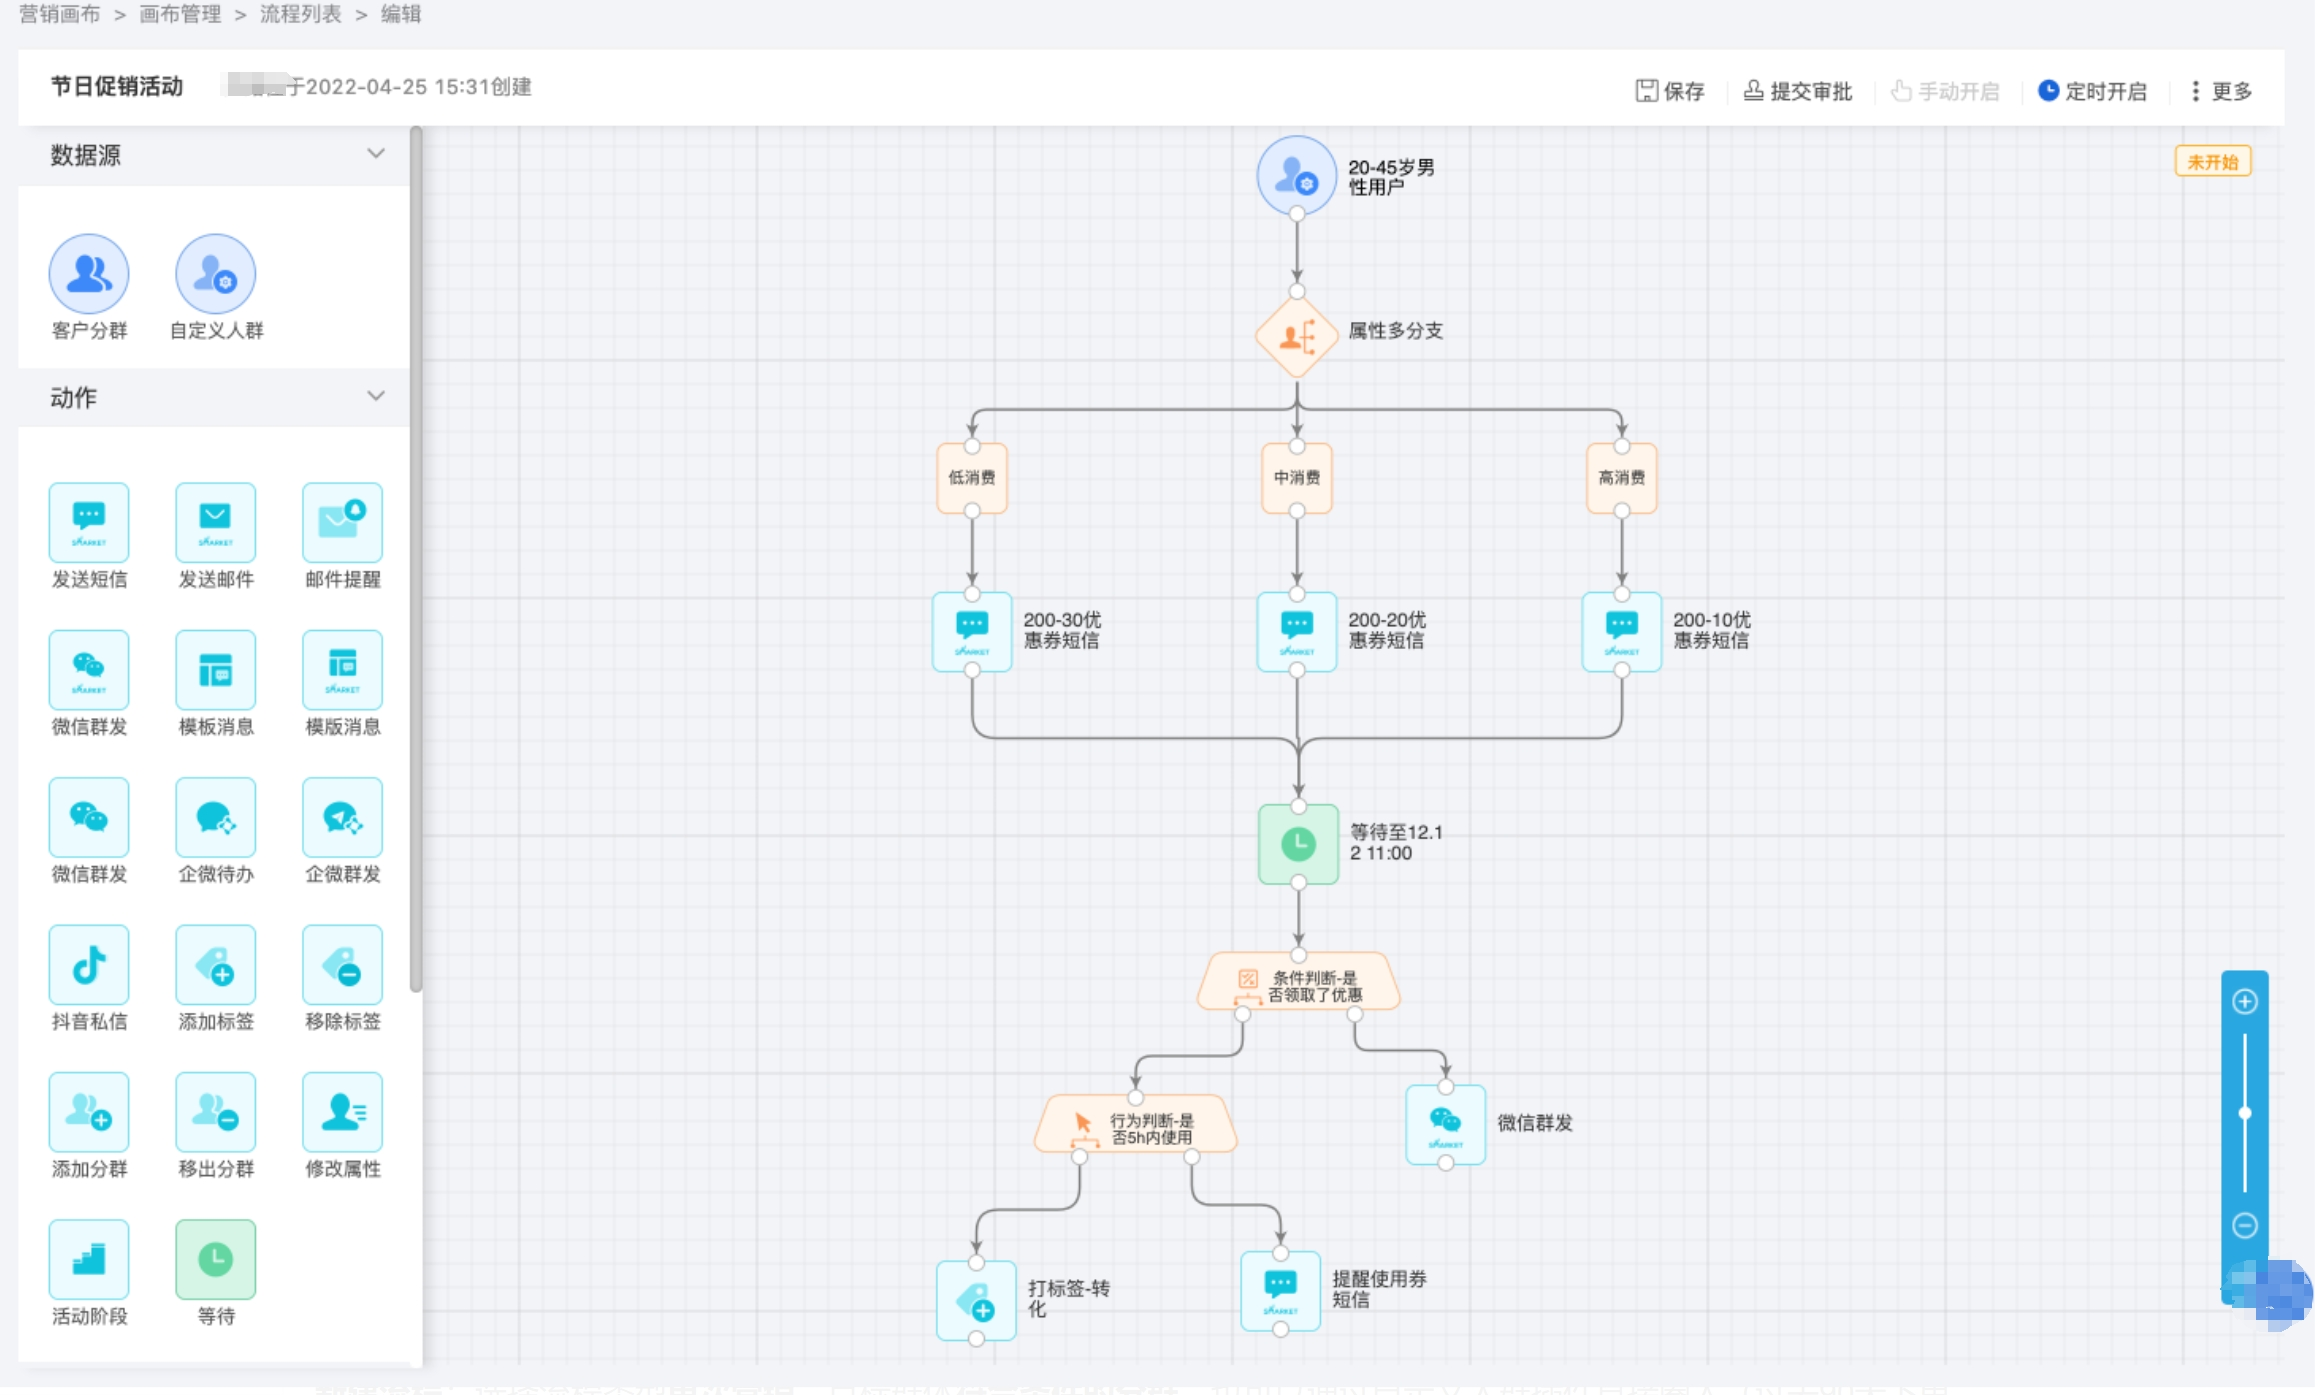 营销画布 > 画布管理 > 流程列表 > 编辑
节日促销活动
于2022-04-25 15:31创建
保存
提交审批
手动开启
定时开启
更多
数据源
客户分群
自定义人群
动作
发送短信
发送邮件
邮件提醒
微信群发
模板消息
模版消息
微信群发
企微待办
企微群发
抖音私信
添加标签
移除标签
添加分群
移出分群
修改属性
活动阶段
等待
未开始
20-45岁男
性用户
属性多分支
低消费
中消费
高消费
200-30优
惠券短信
200-20优
惠券短信
200-10优
惠券短信
等待至12.1
2 11:00
条件判断-是
否领取了优惠
行为判断-是
否5h内使用
微信群发
打标签-转
化
提醒使用券
短信